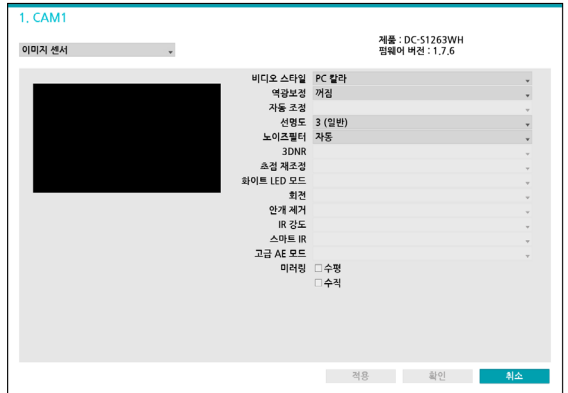 1. CAM1
이미지 센서
제품 : DC-S1263WH
펌웨어 버전 : 1.7.6
비디오 스타일 PC 칼라
역광보정 꺼짐
자동 조정
선명도 3 (일반)
노이즈필터 자동
3DNR
초점 재조정
화이트 LED 모드
회전
안개 제거
IR 강도
스마트 IR
고급 AE 모드
미러링 수평
수직
적용 확인 취소